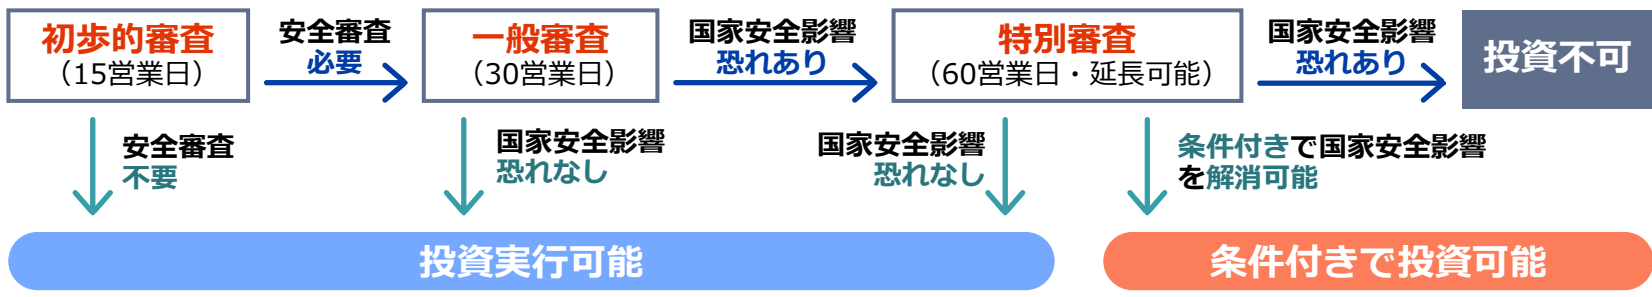 初歩的審査
（15営業日）
安全審査
必要
一般審査
（30営業日）
国家安全影響
恐れあり
特別審査
（60営業日・延長可能）
国家安全影響
恐れあり
投資不可
安全審査
不要
国家安全影響
恐れなし
国家安全影響
恐れなし
条件付きで国家安全影響
を解消可能
投資実行可能
条件付きで投資可能